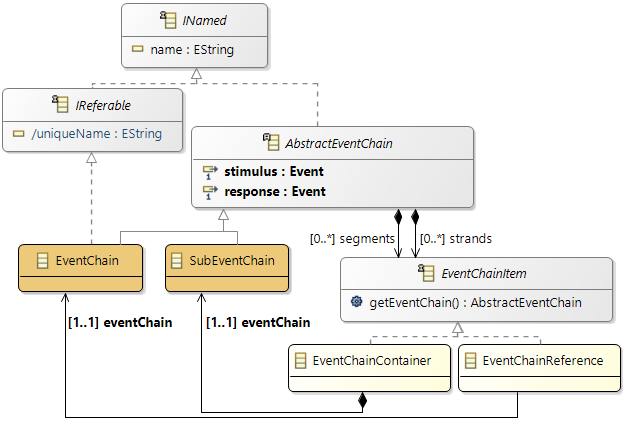 INamed
name : EString
IReferable
/uniqueName : EString
AbstractEventChain
stimulus : Event
response : Event
[0..*] segments
[0..*] strands
EventChain
SubEventChain
EventChainItem
getEventChain() : AbstractEventChain
[1..1] eventChain
[1..1] eventChain
EventChainContainer
EventChainReference